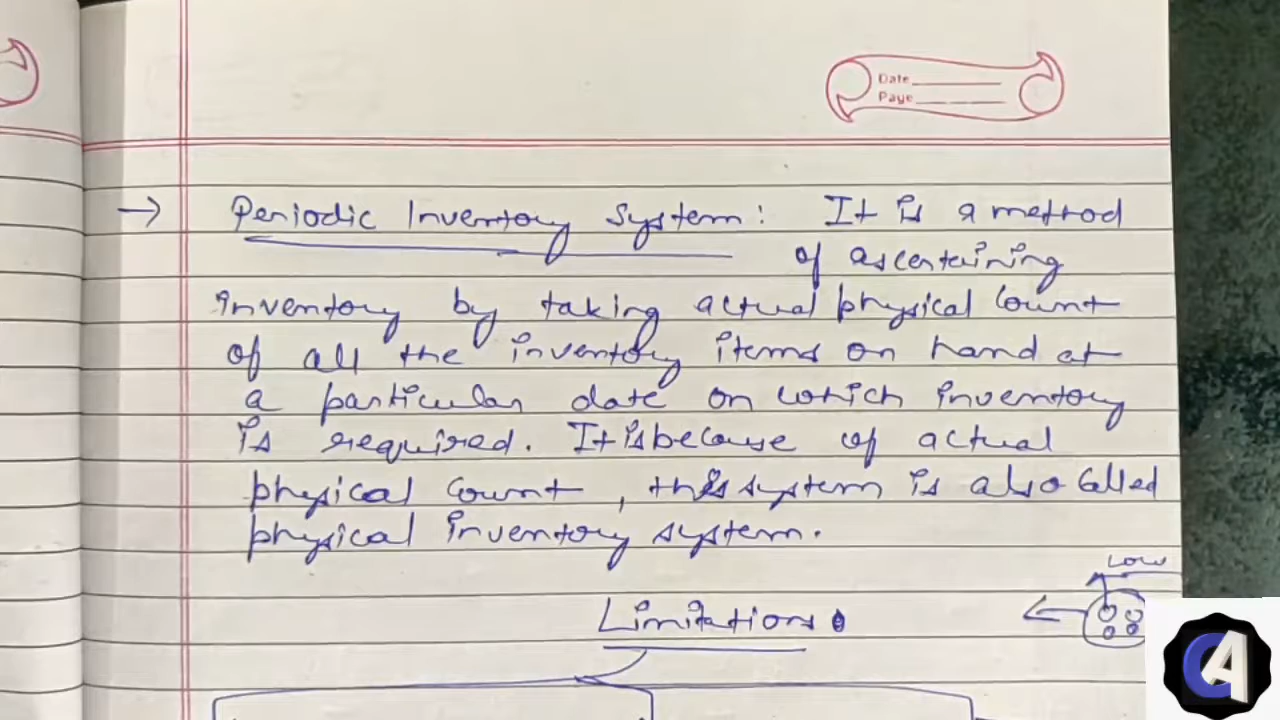 Date
Page
→ Periodic Inventory System: It is a method
of ascertaining
inventory by taking actual physical count
of all the inventory items on hand at
a particular date on which inventory
is required. It is because of actual
physical count, this system is also called
physical inventory system.
Low
Limitations
CA